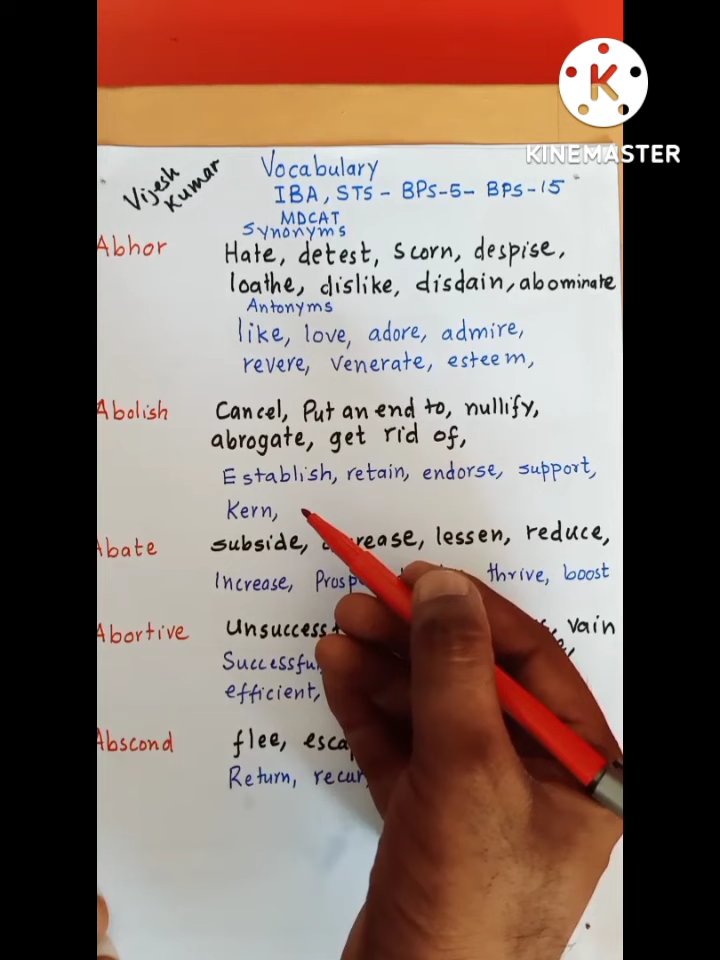 K
KINEMASTER
Vijesh
Kumar
Vocabulary
IBA, STS - BPS-5- BPS-15
MDCAT
Synonyms
Abhor
Hate, detest, Scorn, despise,
loathe, dislike, disdain, abominate
Antonyms
like, love, adore, admire,
revere, venerate, esteem,
Abolish
Cancel, Put an end to, nullify,
abrogate, get rid of,
Establish, retain, endorse, support,
Kern,
Abate
subside, lessen, reduce,
Increase, thrive, boost
Abortive
vain
efficient,
Abscond
flee,
Return, recur,